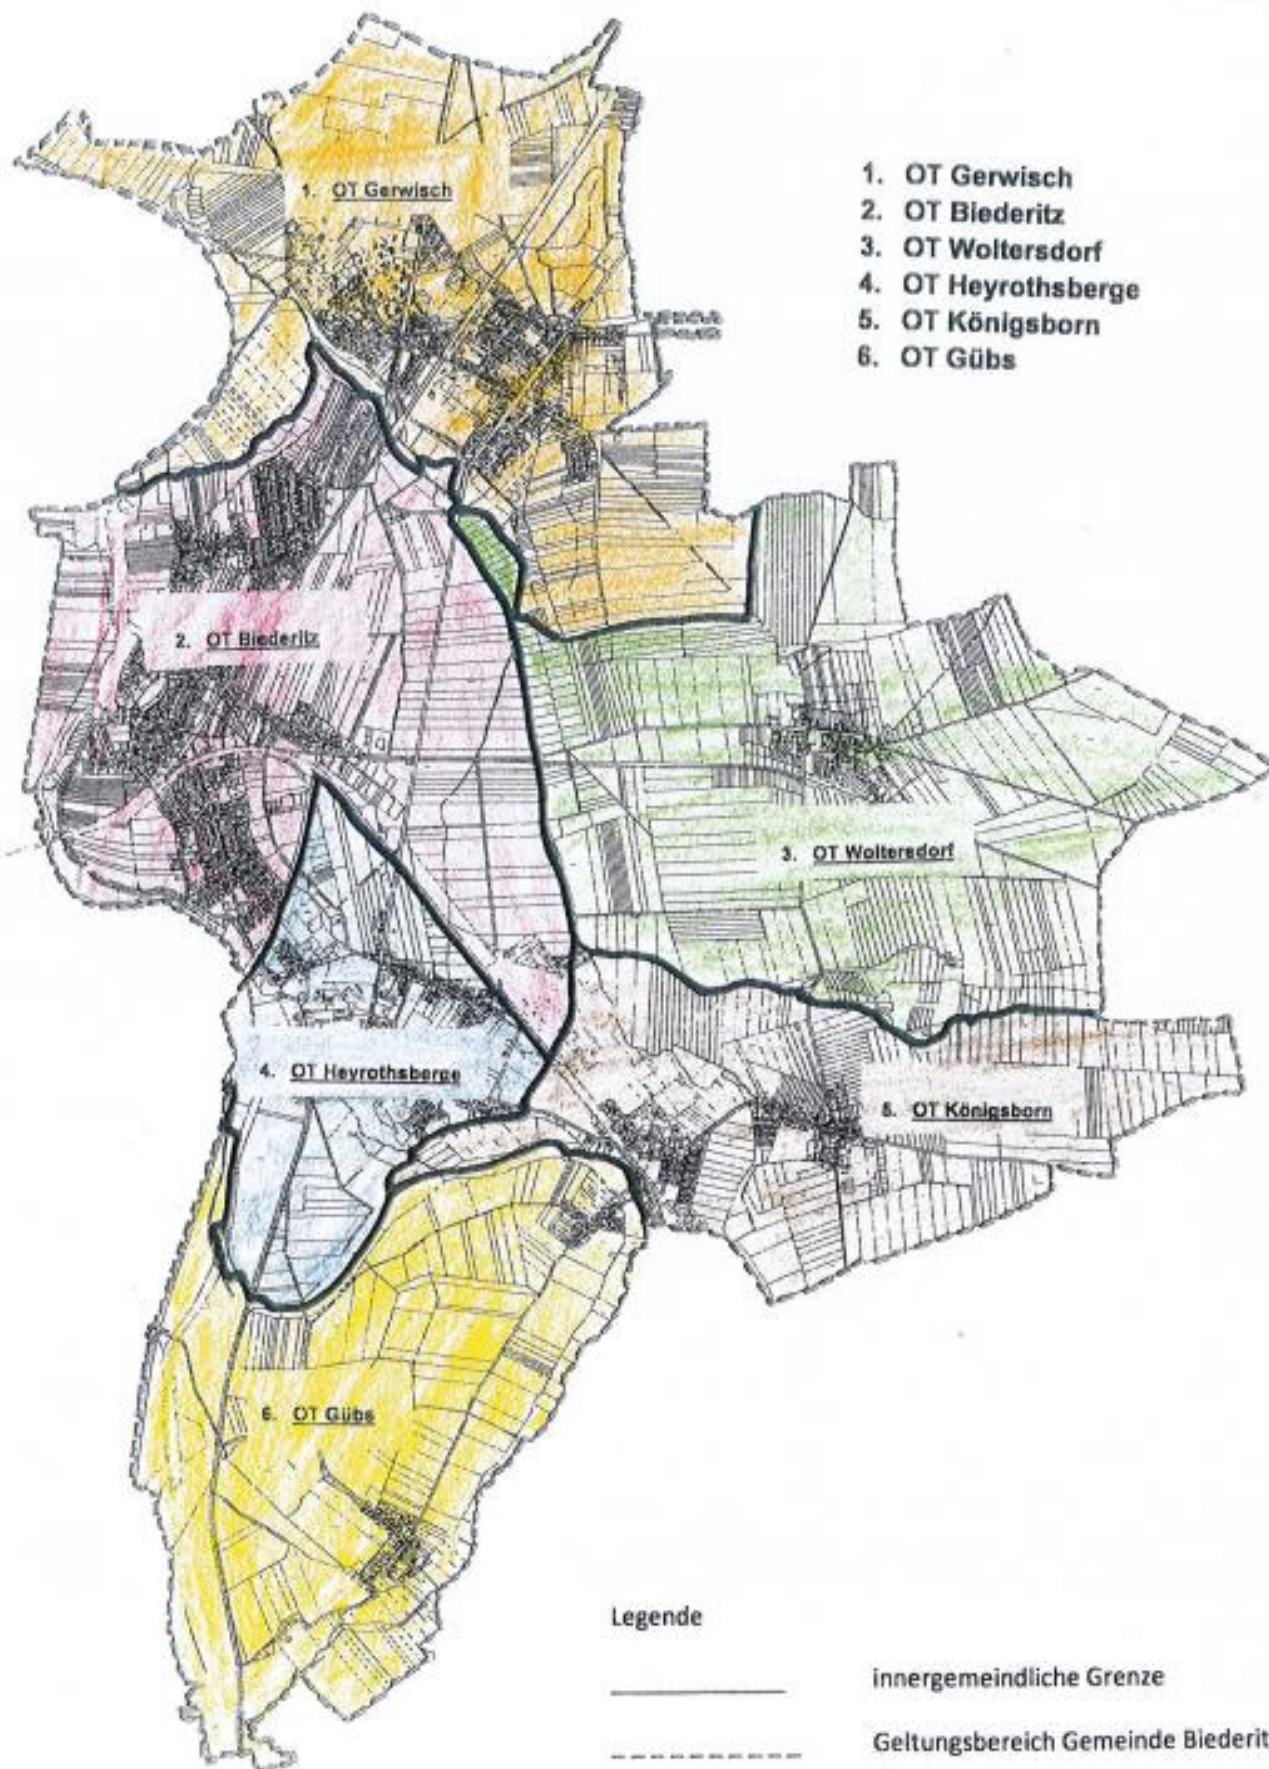 1. OT Gerwisch
2. OT Biederitz
3. OT Woltersdorf
4. OT Heyrothsberge
5. OT Königsborn
6. OT Gübs
1. OT Gerwisch
2. OT Biederitz
3. OT Woltersdorf
4. OT Heyrothsberge
5. OT Königsborn
6. OT Gübs
Legende
innergemeindliche Grenze
Geltungsbereich Gemeinde Biederit